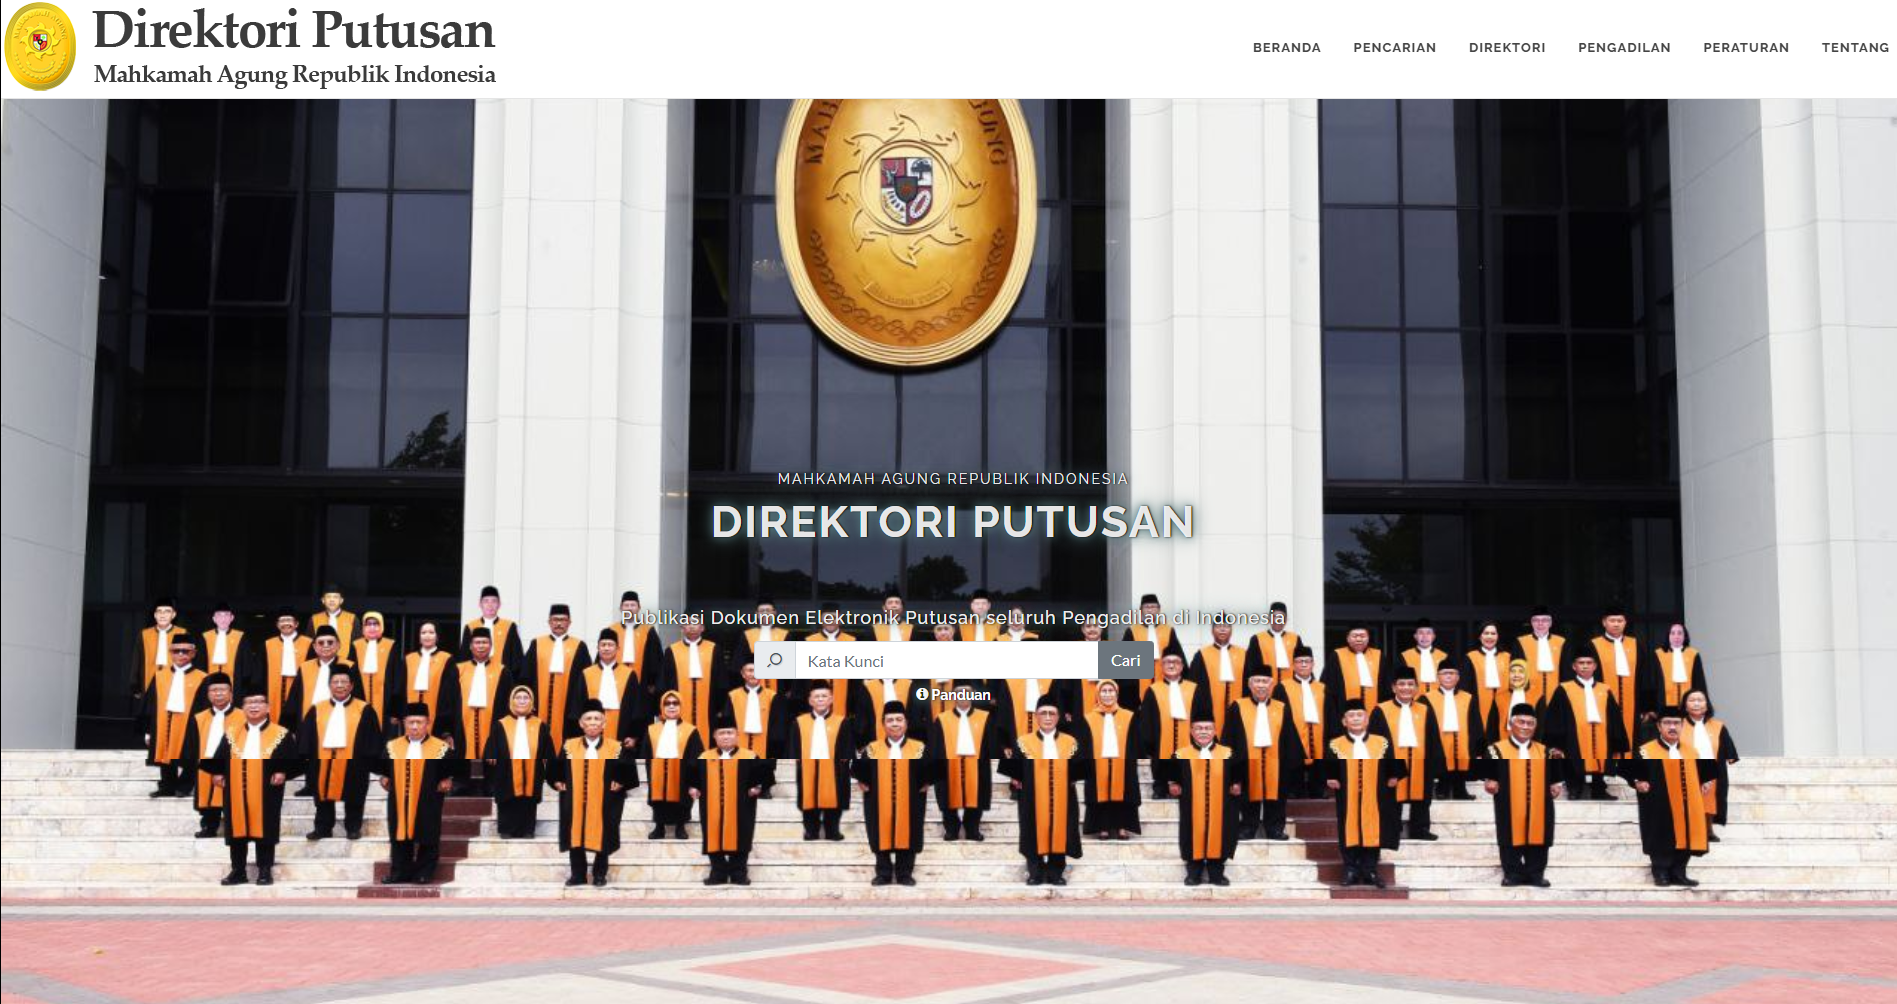 Direktori Putusan
Mahkamah Agung Republik Indonesia
BERANDA PENCARIAN DIREKTORI PENGADILAN PERATURAN TENTANG
MAHKAMAH AGUNG REPUBLIK INDONESIA
DIREKTORI PUTUSAN
Publikasi Dokumen Elektronik Putusan seluruh Pengadilan di Indonesia
Kata Kunci
Cari
Panduan